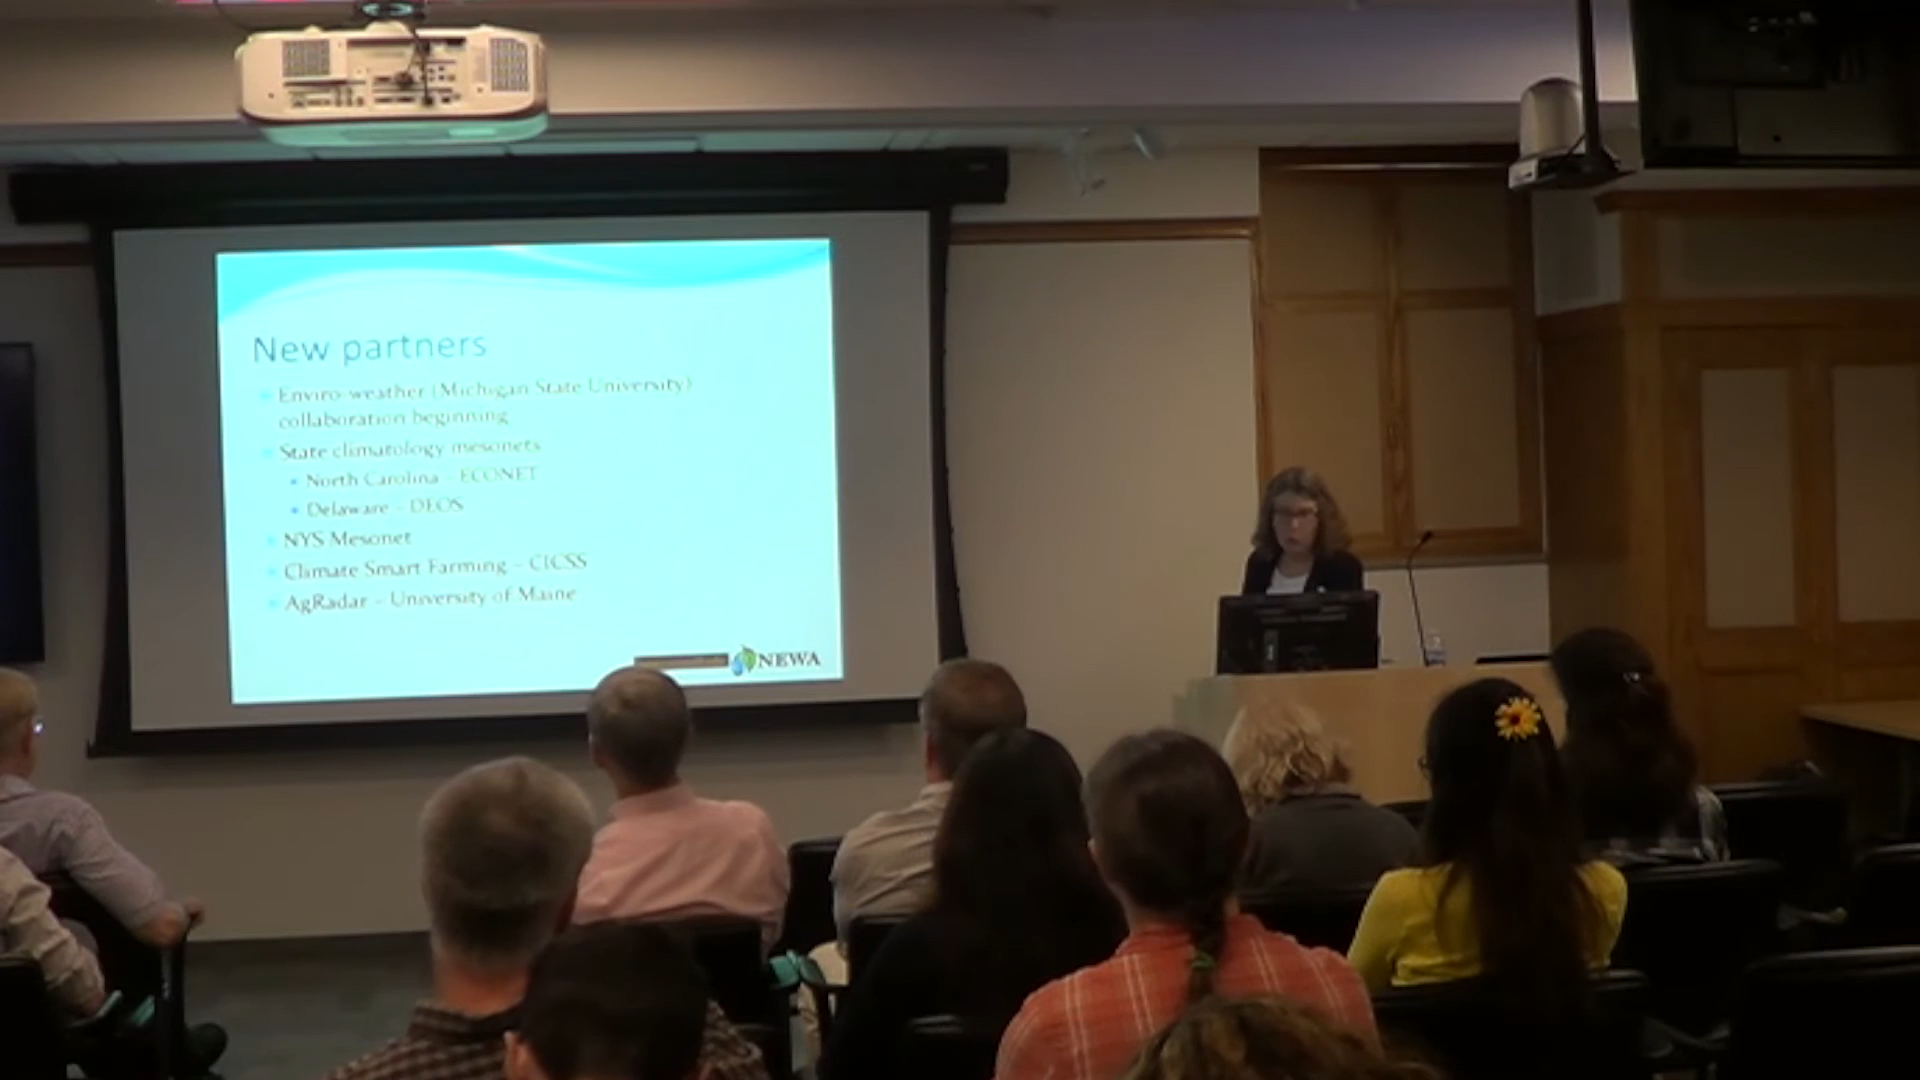 New partners
Enviro-weather (Michigan State University)
collaboration beginning
State climatology mesonets
North Carolina – ECONET
Delaware – DEOS
NYS Mesonet
Climate Smart Farming – CICSS
AgRadar – University of Maine
NEWA